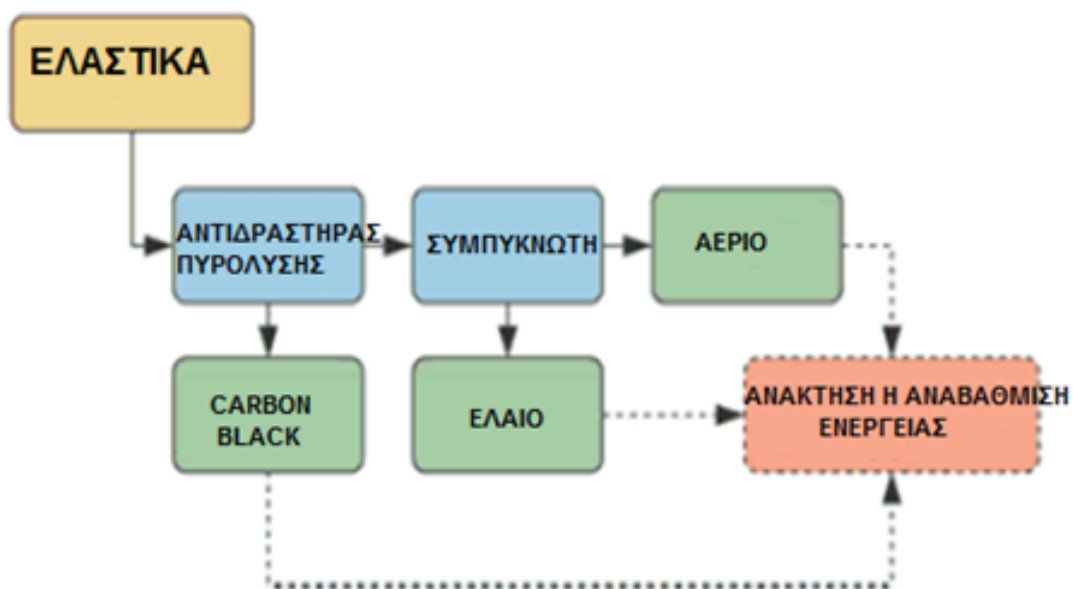 ΕΛΑΣΤΙΚΑ
ΑΝΤΙΔΡΑΣΤΗΡΑΣ
ΠΥΡΟΛΥΣΗΣ
ΣΥΜΠΥΚΝΩΤΗ
ΑΕΡΙΟ
CARBON
BLACK
ΕΛΑΙΟ
ΑΝΑΚΤΗΣΗ Η ΑΝΑΒΑΘΜΙΣΗ
ΕΝΕΡΓΕΙΑΣ